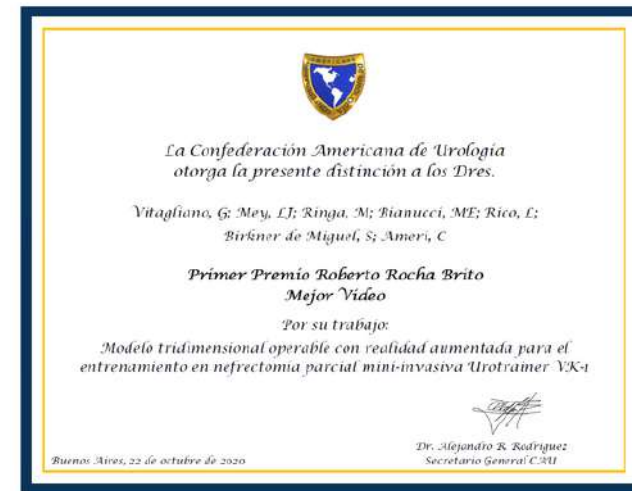 La Confederación Americana de Urología
otorga la presente distinción a los Dres.
Vitagliano, G; Mey, LJ; Ringa, M; Bianucci, ME; Rico, L;
Birkner de Miguel, S; Ameri, C
Primer Premio Roberto Rocha Brito
Mejor Video
Por su trabajo:
Modelo tridimensional operable con realidad aumentada para el
entrenamiento en nefrectomía parcial mini-invasiva Urotrainer VK-1
Dr. Alejandro R. Rodriguez
Buenos Aires, 22 de octubre de 2020
Secretario General CAU